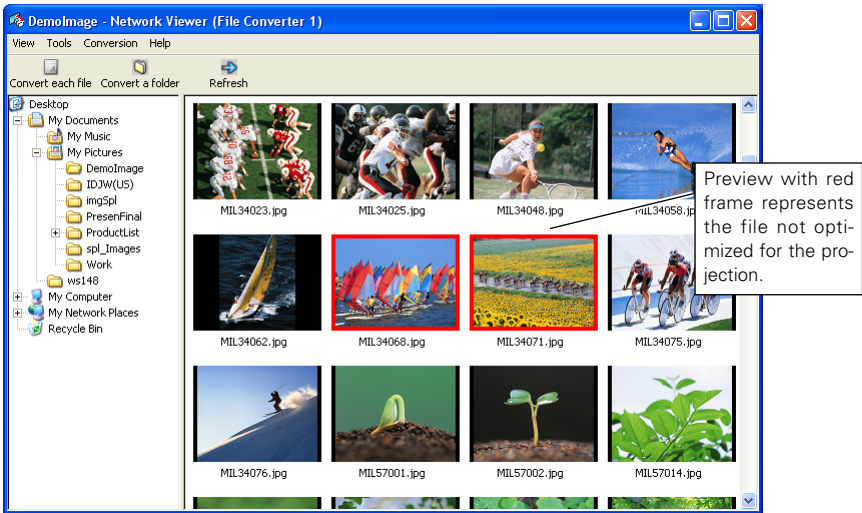 DemoImage - Network Viewer (File Converter 1)
View Tools Conversion Help
Convert each file Convert a folder Refresh
Desktop
My Documents
My Music
My Pictures
DemoImage
IDJW(US)
imgSpl
PresenFinal
ProductList
spl_Images
Work
ws148
My Computer
My Network Places
Recycle Bin
MIL34023.jpg MIL34025.jpg MIL34048.jpg MIL34058.jpg
Preview with red
frame represents
the file not opti-
mized for the pro-
jection.
MIL34062.jpg MIL34068.jpg MIL34071.jpg MIL34075.jpg
MIL34076.jpg MIL57001.jpg MIL57002.jpg MIL57014.jpg